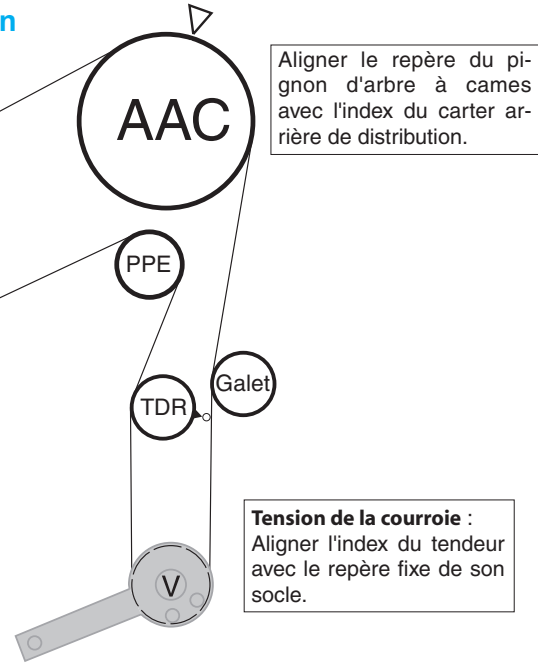 n
AAC
Aligner le repère du pi-
gnon d'arbre à cames
avec l'index du carter ar-
rière de distribution.
PPE
Galet
TDR
Tension de la courroie :
Aligner l'index du tendeur
avec le repère fixe de son
socle.
V